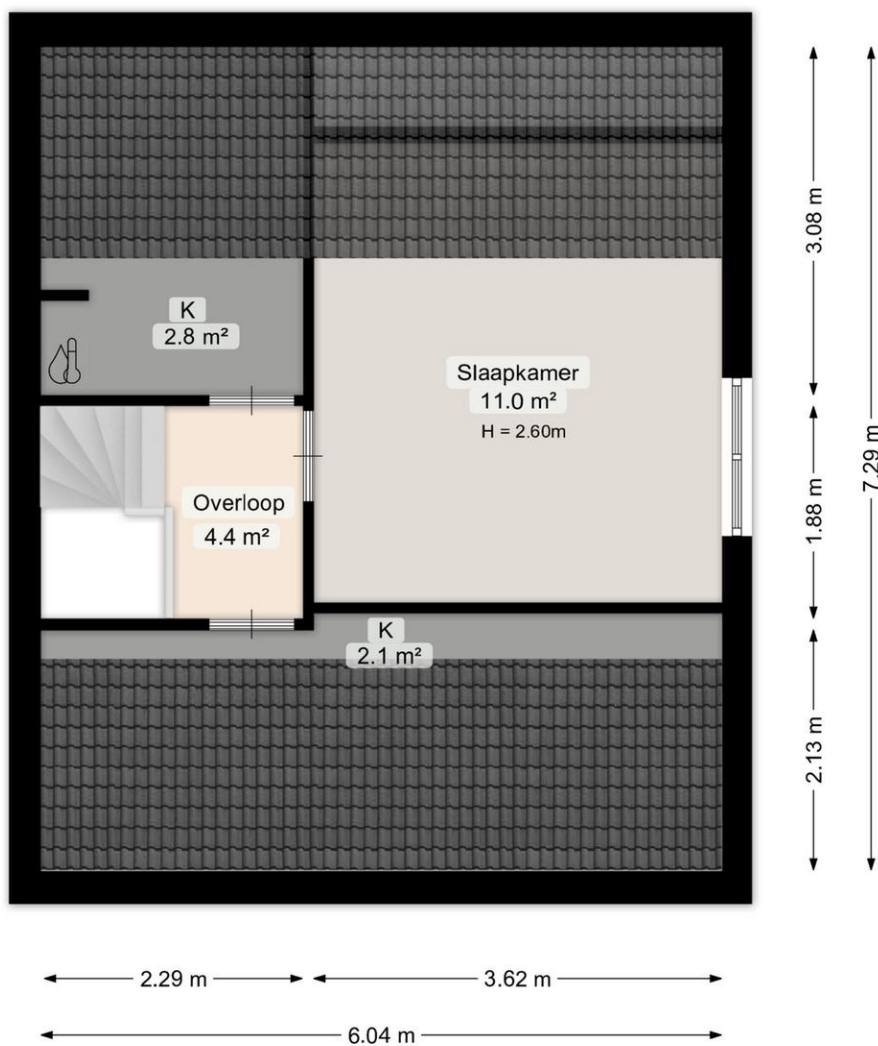 3.08 m
K
2.8 m²
Slaapkamer
11.0 m²
H = 2.60m
7.29 m
Overloop
4.4 m²
1.88 m
K
2.1 m²
2.13 m
2.29 m
3.62 m
6.04 m